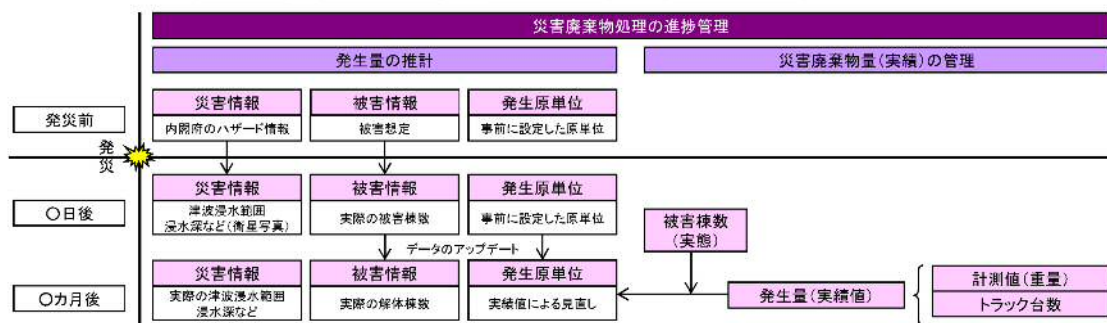 災害廃棄物処理の進捗管理
発生量の推計
災害廃棄物量(実績)の管理
発災前
災害情報
内閣府のハザード情報
被害情報
被害想定
発生原単位
事前に設定した原単位
発災
〇日後
災害情報
津波浸水範囲
浸水深など(衛星写真)
被害情報
実際の被害棟数
発生原単位
事前に設定した原単位
被害棟数
(実態)
データのアップデート
〇カ月後
災害情報
実際の津波浸水範囲
浸水深など
被害情報
実際の解体棟数
発生原単位
実績値による見直し
発生量(実績値)
計測値(重量)
トラック台数